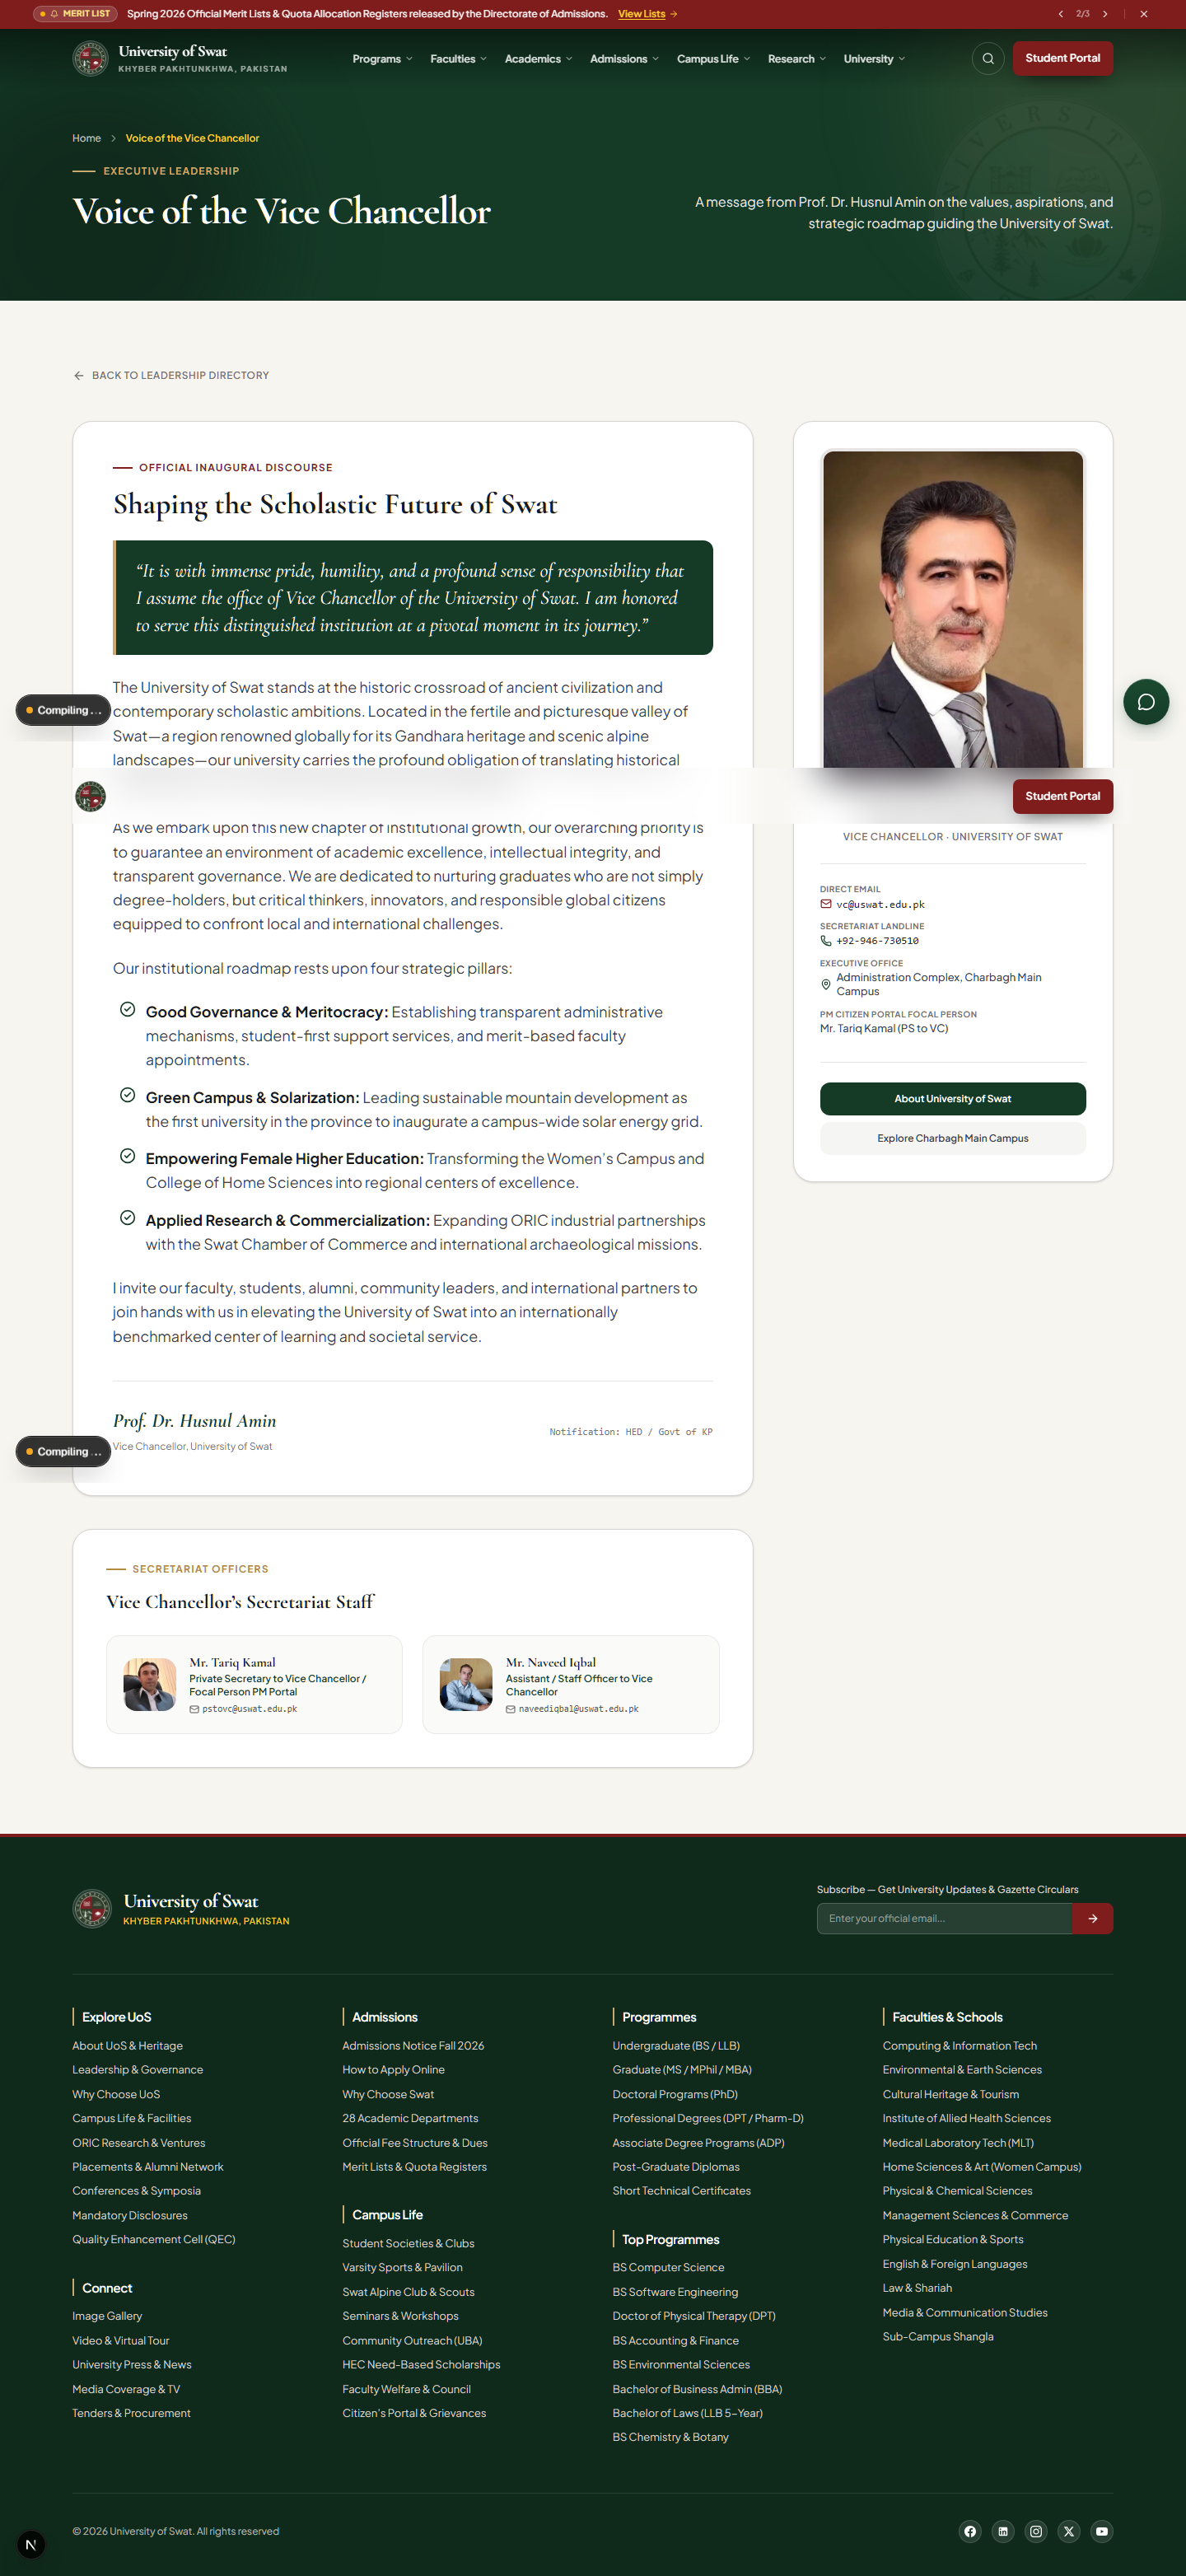 MERIT LIST
Spring 2026 Official Merit Lists & Quota Allocation Registers released by the Directorate of Admissions. View Lists →
2/3
University of Swat
KHYBER PAKHTUNKHWA, PAKISTAN
Programs
Faculties
Academics
Admissions
Campus Life
Research
University
Student Portal
Home
Voice of the Vice Chancellor
EXECUTIVE LEADERSHIP
Voice of the Vice Chancellor
A message from Prof. Dr. Husnul Amin on the values, aspirations, and
strategic roadmap guiding the University of Swat.
BACK TO LEADERSHIP DIRECTORY
OFFICIAL INAUGURAL DISCOURSE
Shaping the Scholastic Future of Swat
“It is with immense pride, humility, and a profound sense of responsibility that
I assume the office of Vice Chancellor of the University of Swat. I am honored
to serve this distinguished institution at a pivotal moment in its journey.”
The University of Swat stands at the historic crossroad of ancient civilization and
contemporary scholastic ambitions. Located in the fertile and picturesque valley of
Swat—a region renowned globally for its Gandhara heritage and scenic alpine
landscapes—our university carries the profound obligation of translating historical
Compiling ...
Student Portal
As we embark upon this new chapter of institutional growth, our overarching priority is
to guarantee an environment of academic excellence, intellectual integrity, and
transparent governance. We are dedicated to nurturing graduates who are not simply
degree-holders, but critical thinkers, innovators, and responsible global citizens
equipped to confront local and international challenges.
Our institutional roadmap rests upon four strategic pillars:
Good Governance & Meritocracy: Establishing transparent administrative
mechanisms, student-first support services, and merit-based faculty
appointments.
Green Campus & Solarization: Leading sustainable mountain development as
the first university in the province to inaugurate a campus-wide solar energy grid.
Empowering Female Higher Education: Transforming the Women’s Campus and
College of Home Sciences into regional centers of excellence.
Applied Research & Commercialization: Expanding ORIC industrial partnerships
with the Swat Chamber of Commerce and international archaeological missions.
I invite our faculty, students, alumni, community leaders, and international partners to
join hands with us in elevating the University of Swat into an internationally
benchmarked center of learning and societal service.
Prof. Dr. Husnul Amin
Vice Chancellor, University of Swat
Notification: HED / Govt of KP
Compiling ...
VICE CHANCELLOR · UNIVERSITY OF SWAT
DIRECT EMAIL
vc@uswat.edu.pk
SECRETARIAT LANDLINE
+92-946-730510
EXECUTIVE OFFICE
Administration Complex, Charbagh Main
Campus
PM CITIZEN PORTAL FOCAL PERSON
Mr. Tariq Kamal (PS to VC)
About University of Swat
Explore Charbagh Main Campus
SECRETARIAT OFFICERS
Vice Chancellor’s Secretariat Staff
Mr. Tariq Kamal
Private Secretary to Vice Chancellor /
Focal Person PM Portal
pstovc@uswat.edu.pk
Mr. Naveed Iqbal
Assistant / Staff Officer to Vice
Chancellor
naveediqbal@uswat.edu.pk
University of Swat
KHYBER PAKHTUNKHWA, PAKISTAN
Subscribe — Get University Updates & Gazette Circulars
Enter your official email...
Explore UoS
About UoS & Heritage
Leadership & Governance
Why Choose UoS
Campus Life & Facilities
ORIC Research & Ventures
Placements & Alumni Network
Conferences & Symposia
Mandatory Disclosures
Quality Enhancement Cell (QEC)
Connect
Image Gallery
Video & Virtual Tour
University Press & News
Media Coverage & TV
Tenders & Procurement
Admissions
Admissions Notice Fall 2026
How to Apply Online
Why Choose Swat
28 Academic Departments
Official Fee Structure & Dues
Merit Lists & Quota Registers
Campus Life
Student Societies & Clubs
Varsity Sports & Pavilion
Swat Alpine Club & Scouts
Seminars & Workshops
Community Outreach (UBA)
HEC Need-Based Scholarships
Faculty Welfare & Council
Citizen’s Portal & Grievances
Programmes
Undergraduate (BS / LLB)
Graduate (MS / MPhil / MBA)
Doctoral Programs (PhD)
Professional Degrees (DPT / Pharm-D)
Associate Degree Programs (ADP)
Post-Graduate Diplomas
Short Technical Certificates
Top Programmes
BS Computer Science
BS Software Engineering
Doctor of Physical Therapy (DPT)
BS Accounting & Finance
BS Environmental Sciences
Bachelor of Business Admin (BBA)
Bachelor of Laws (LLB 5-Year)
BS Chemistry & Botany
Faculties & Schools
Computing & Information Tech
Environmental & Earth Sciences
Cultural Heritage & Tourism
Institute of Allied Health Sciences
Medical Laboratory Tech (MLT)
Home Sciences & Art (Women Campus)
Physical & Chemical Sciences
Management Sciences & Commerce
Physical Education & Sports
English & Foreign Languages
Law & Shariah
Media & Communication Studies
Sub-Campus Shangla
© 2026 University of Swat. All rights reserved